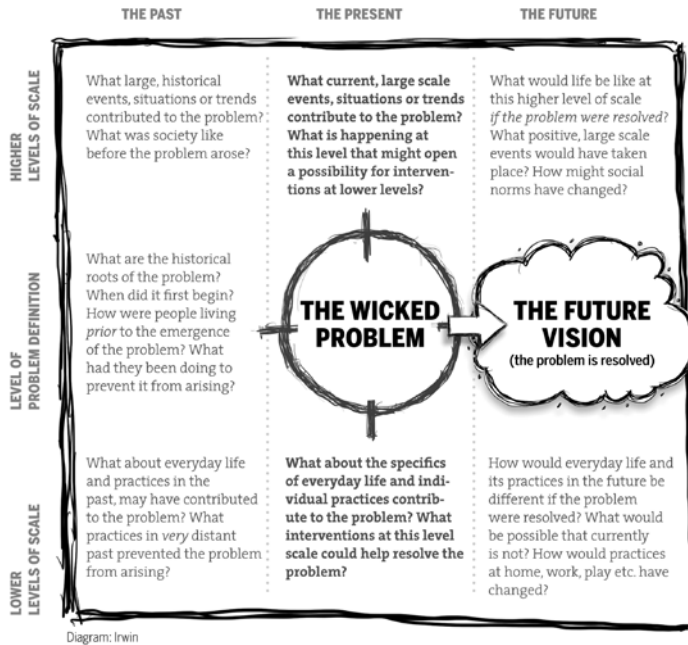 THE PAST
THE PRESENT
THE FUTURE
HIGHER
LEVELS OF SCALE
What large, historical
events, situations or trends
contributed to the problem?
What was society like
before the problem arose?
What current, large scale
events, situations or trends
contribute to the problem?
What is happening at
this level that might open
a possibility for interven-
tions at lower levels?
What would life be like at
this higher level of scale
if the problem were resolved?
What positive, large scale
events would have taken
place? How might social
norms have changed?
LEVEL OF
PROBLEM DEFINITION
What are the historical
roots of the problem?
When did it first begin?
How were people living
prior to the emergence
of the problem? What
had they been doing to
prevent it from arising?
THE WICKED
PROBLEM
THE FUTURE
VISION
(the problem is resolved)
LOWER
LEVELS OF SCALE
What about everyday life
and practices in the
past, may have contributed
to the problem? What
practices in very distant
past prevented the problem
from arising?
What about the specifics
of everyday life and indi-
vidual practices contrib-
ute to the problem? What
interventions at this level
scale could help resolve the
problem?
How would everyday life and
its practices in the future be
different if the problem
were resolved? What would
be possible that currently
is not? How would practices
at home, work, play etc. have
changed?
Diagram: Irwin